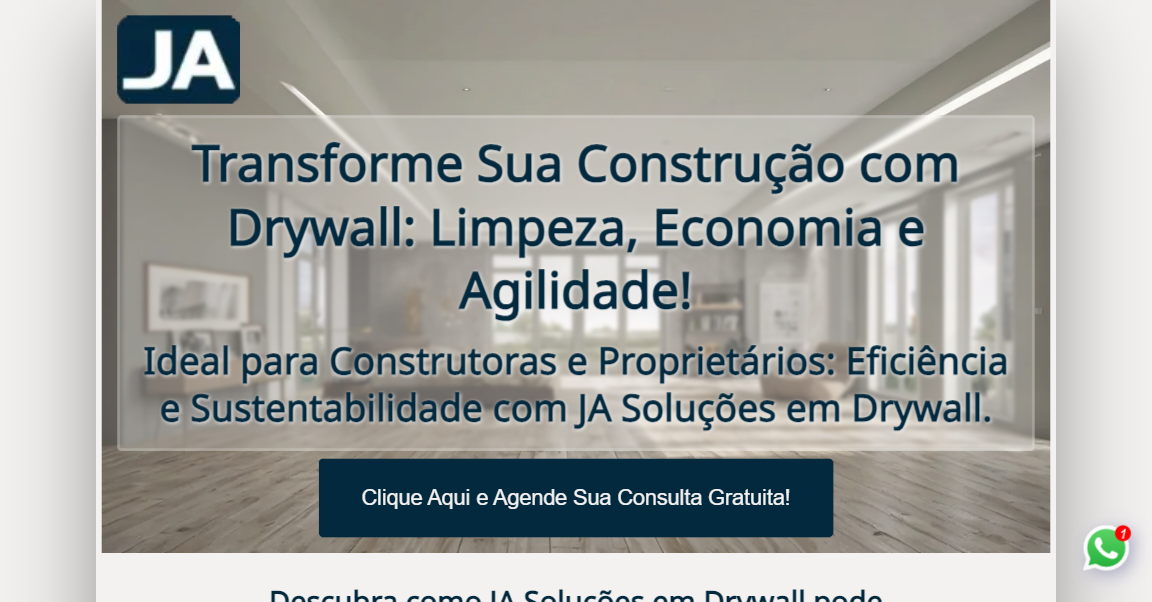 JA
Transforme Sua Construção com
Drywall: Limpeza, Economia e
Agilidade!
Ideal para Construtoras e Proprietários: Eficiência
e Sustentabilidade com JA Soluções em Drywall.
Clique Aqui e Agende Sua Consulta Gratuita!
1
Descubra como JA Soluções em Drywall pode